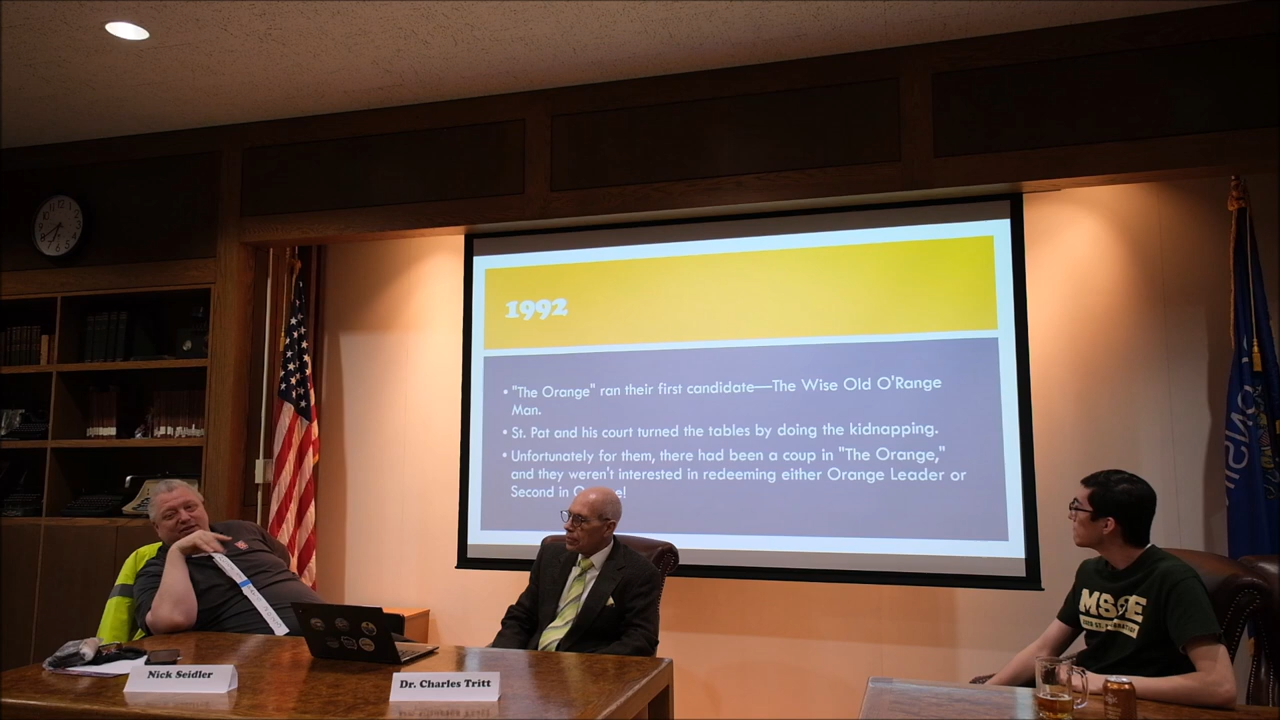 1992
• "The Orange" ran their first candidate—The Wise Old O'Range
Man.
• St. Pat and his court turned the tables by doing the kidnapping.
• Unfortunately for them, there had been a coup in "The Orange,"
and they weren't interested in redeeming either Orange Leader or
Second in
Nick Seidler
Dr. Charles Tritt
MSOE